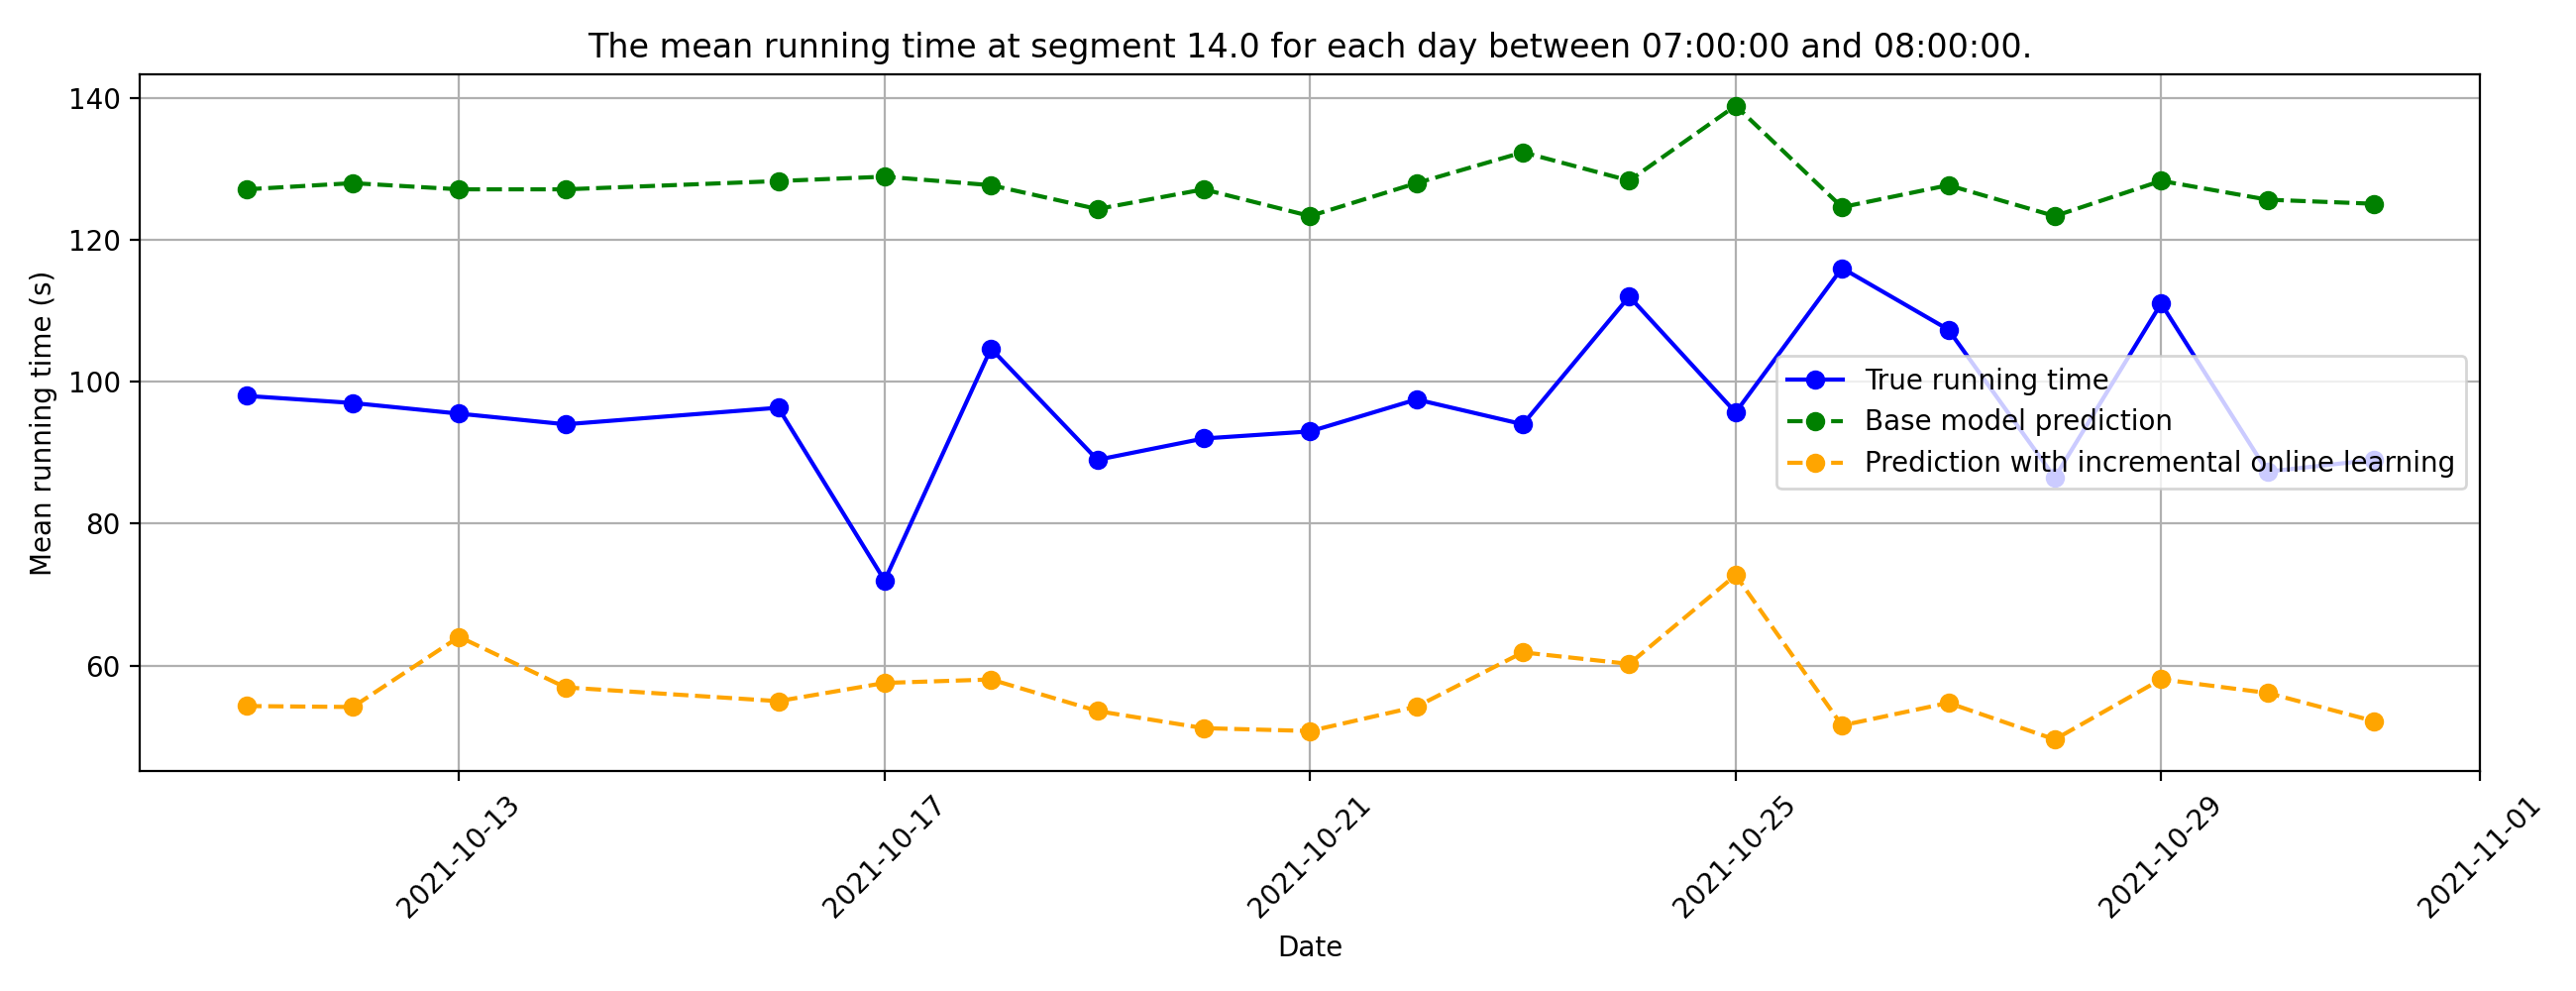 The mean running time at segment 14.0 for each day between 07:00:00 and 08:00:00.
Mean running time (s)
140
120
100
80
60
True running time
Base model prediction
Prediction with incremental online learning
2021-10-13
2021-10-17
2021-10-21
2021-10-25
2021-10-29
2021-11-01
Date